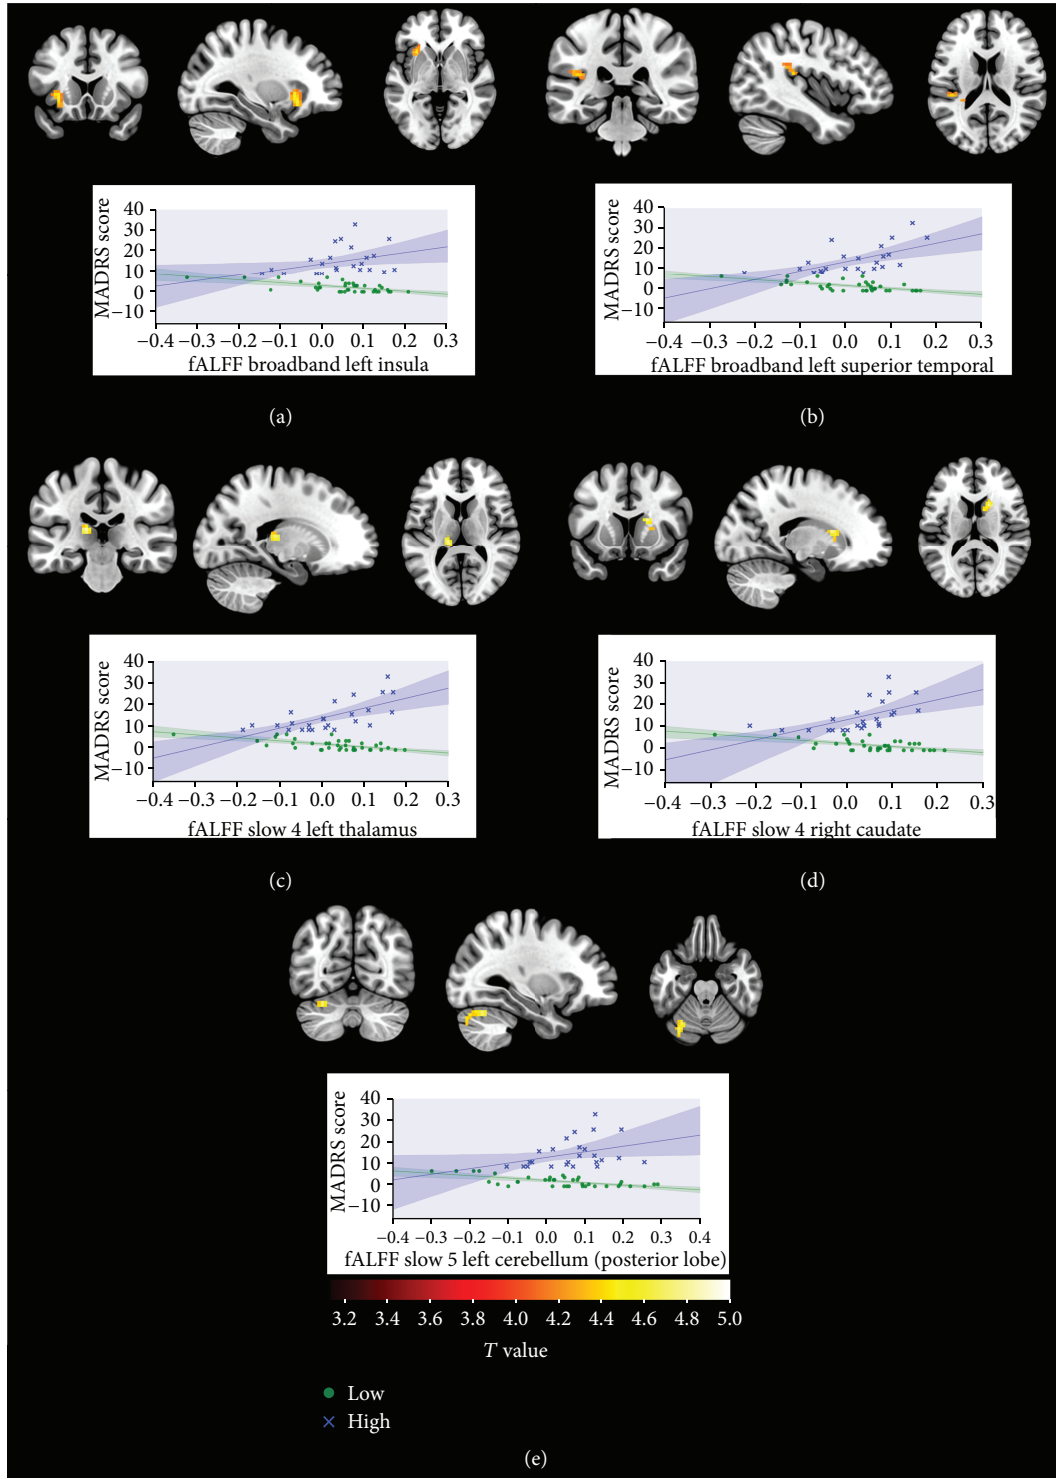 MADRS score
40
30
20
10
0
−10
−0.4 −0.3 −0.2 −0.1 0.0 0.1 0.2 0.3
fALFF broadband left insula
(a)
MADRS score
40
30
20
10
0
−10
−0.4 −0.3 −0.2 −0.1 0.0 0.1 0.2 0.3
fALFF broadband left superior temporal
(b)
MADRS score
40
30
20
10
0
−10
−0.4 −0.3 −0.2 −0.1 0.0 0.1 0.2 0.3
fALFF slow 4 left thalamus
(c)
MADRS score
40
30
20
10
0
−10
−0.4 −0.3 −0.2 −0.1 0.0 0.1 0.2 0.3
fALFF slow 4 right caudate
(d)
MADRS score
40
30
20
10
0
−10
−0.4 −0.3 −0.2 −0.1 0.0 0.1 0.2 0.3 0.4
fALFF slow 5 left cerebellum (posterior lobe)
3.2 3.4 3.6 3.8 4.0 4.2 4.4 4.6 4.8 5.0
T value
Low
High
(e)